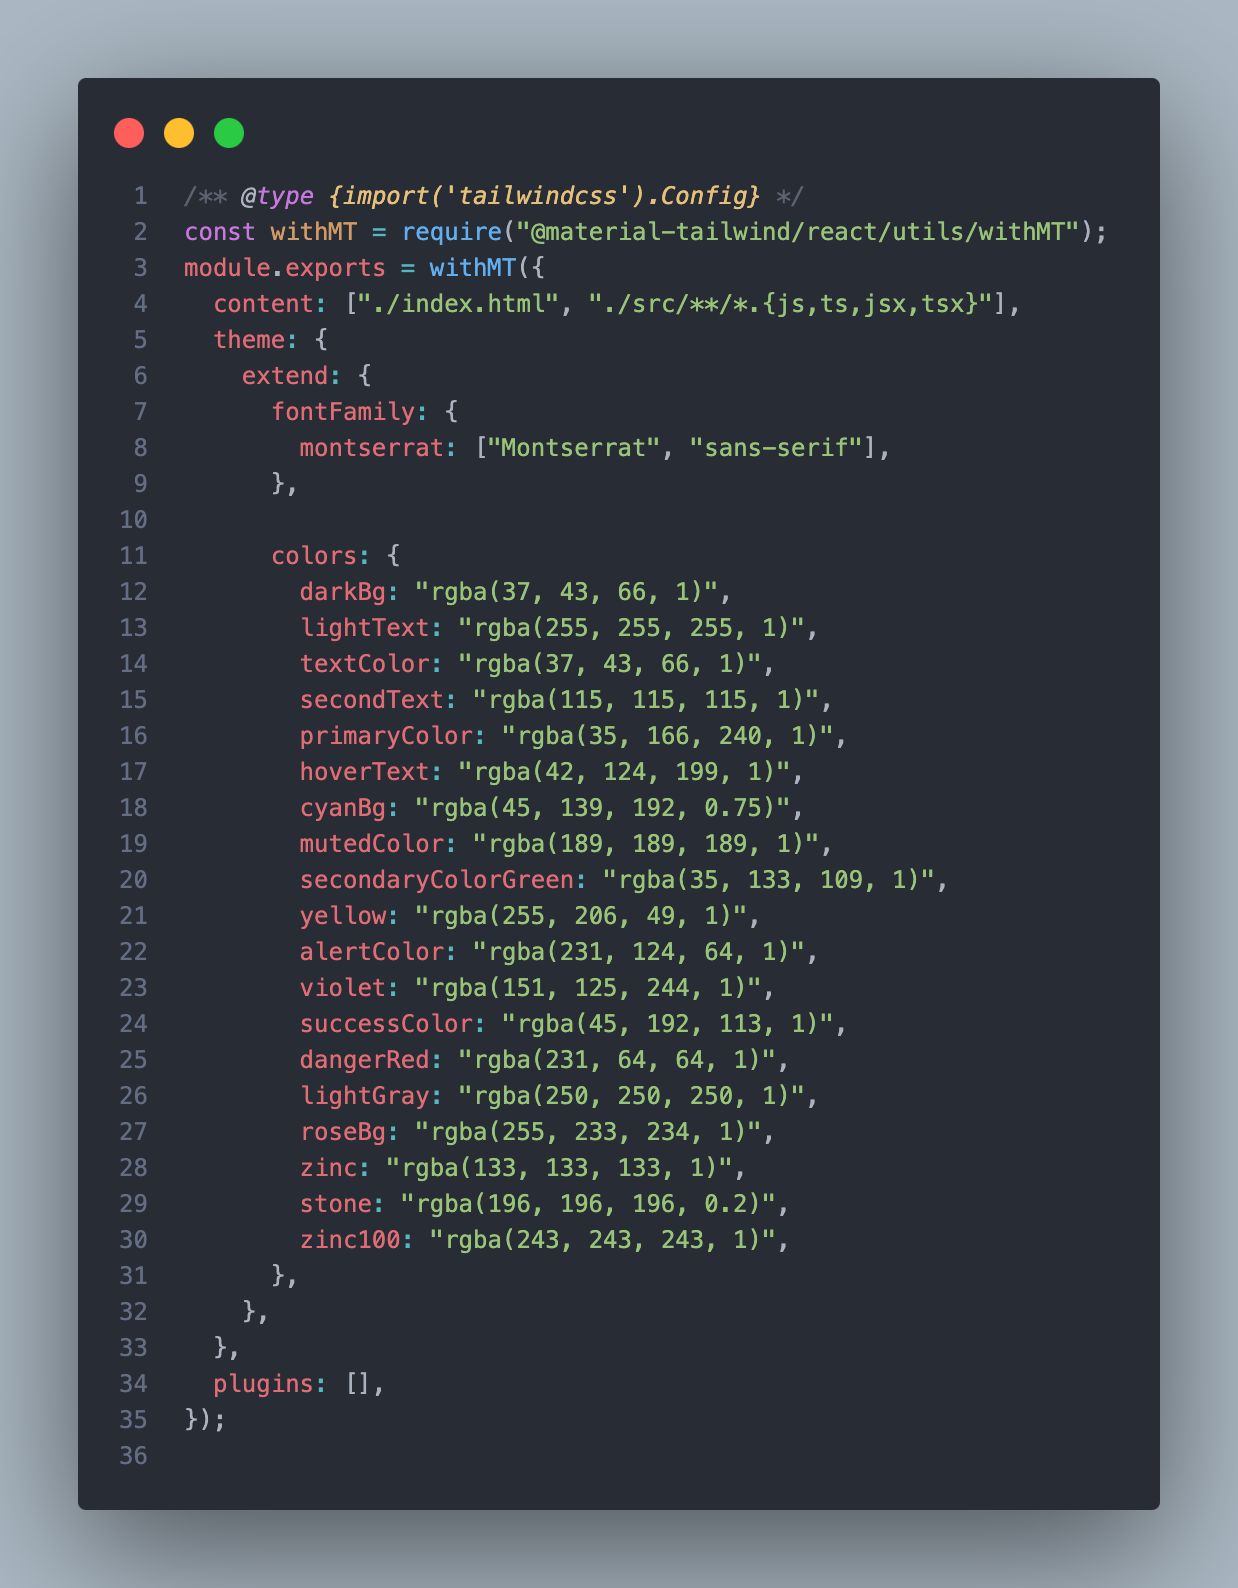 1 /** @type {import('tailwindcss').Config} */
2 const withMT = require("@material-tailwind/react/utils/withMT");
3 module.exports = withMT({
4   content: ["./index.html", "./src/**/*.{js,ts,jsx,tsx}"],
5   theme: {
6     extend: {
7       fontFamily: {
8         montserrat: ["Montserrat", "sans-serif"],
9       },
10
11       colors: {
12         darkBg: "rgba(37, 43, 66, 1)",
13         lightText: "rgba(255, 255, 255, 1)",
14         textColor: "rgba(37, 43, 66, 1)",
15         secondText: "rgba(115, 115, 115, 1)",
16         primaryColor: "rgba(35, 166, 240, 1)",
17         hoverText: "rgba(42, 124, 199, 1)",
18         cyanBg: "rgba(45, 139, 192, 0.75)",
19         mutedColor: "rgba(189, 189, 189, 1)",
20         secondaryColorGreen: "rgba(35, 133, 109, 1)",
21         yellow: "rgba(255, 206, 49, 1)",
22         alertColor: "rgba(231, 124, 64, 1)",
23         violet: "rgba(151, 125, 244, 1)",
24         successColor: "rgba(45, 192, 113, 1)",
25         dangerRed: "rgba(231, 64, 64, 1)",
26         lightGray: "rgba(250, 250, 250, 1)",
27         roseBg: "rgba(255, 233, 234, 1)",
28         zinc: "rgba(133, 133, 133, 1)",
29         stone: "rgba(196, 196, 196, 0.2)",
30         zinc100: "rgba(243, 243, 243, 1)",
31       },
32     },
33   },
34   plugins: [],
35 });
36